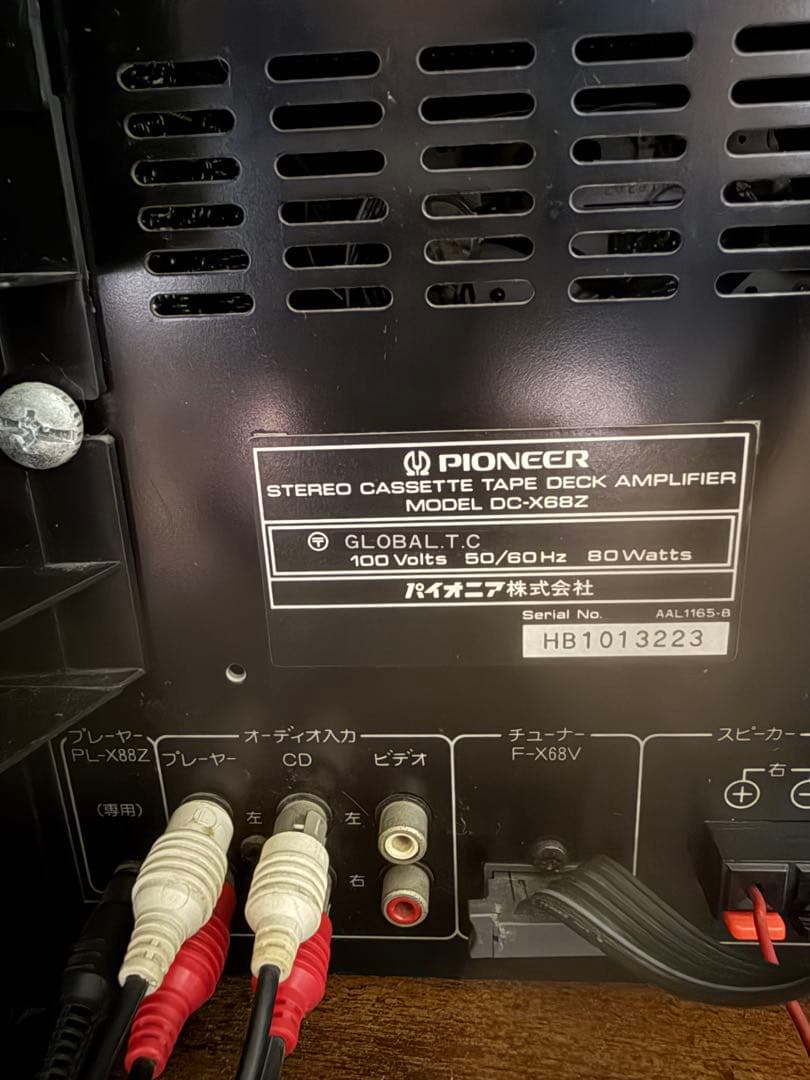 PIONEER
STEREO CASSETTE TAPE DECK AMPLIFIER
MODEL DC-X68Z
〒 GLOBAL.T.C
100 Volts 50/60 Hz 80 Watts
パイオニア株式会社
Serial No. AAL1165-B
HB1013223
プレーヤー
PL-X88Z
(専用)
オーディオ入力
プレーヤー CD ビデオ
左 左
右
チューナー
F-X68V
スピーカー
右
+ −